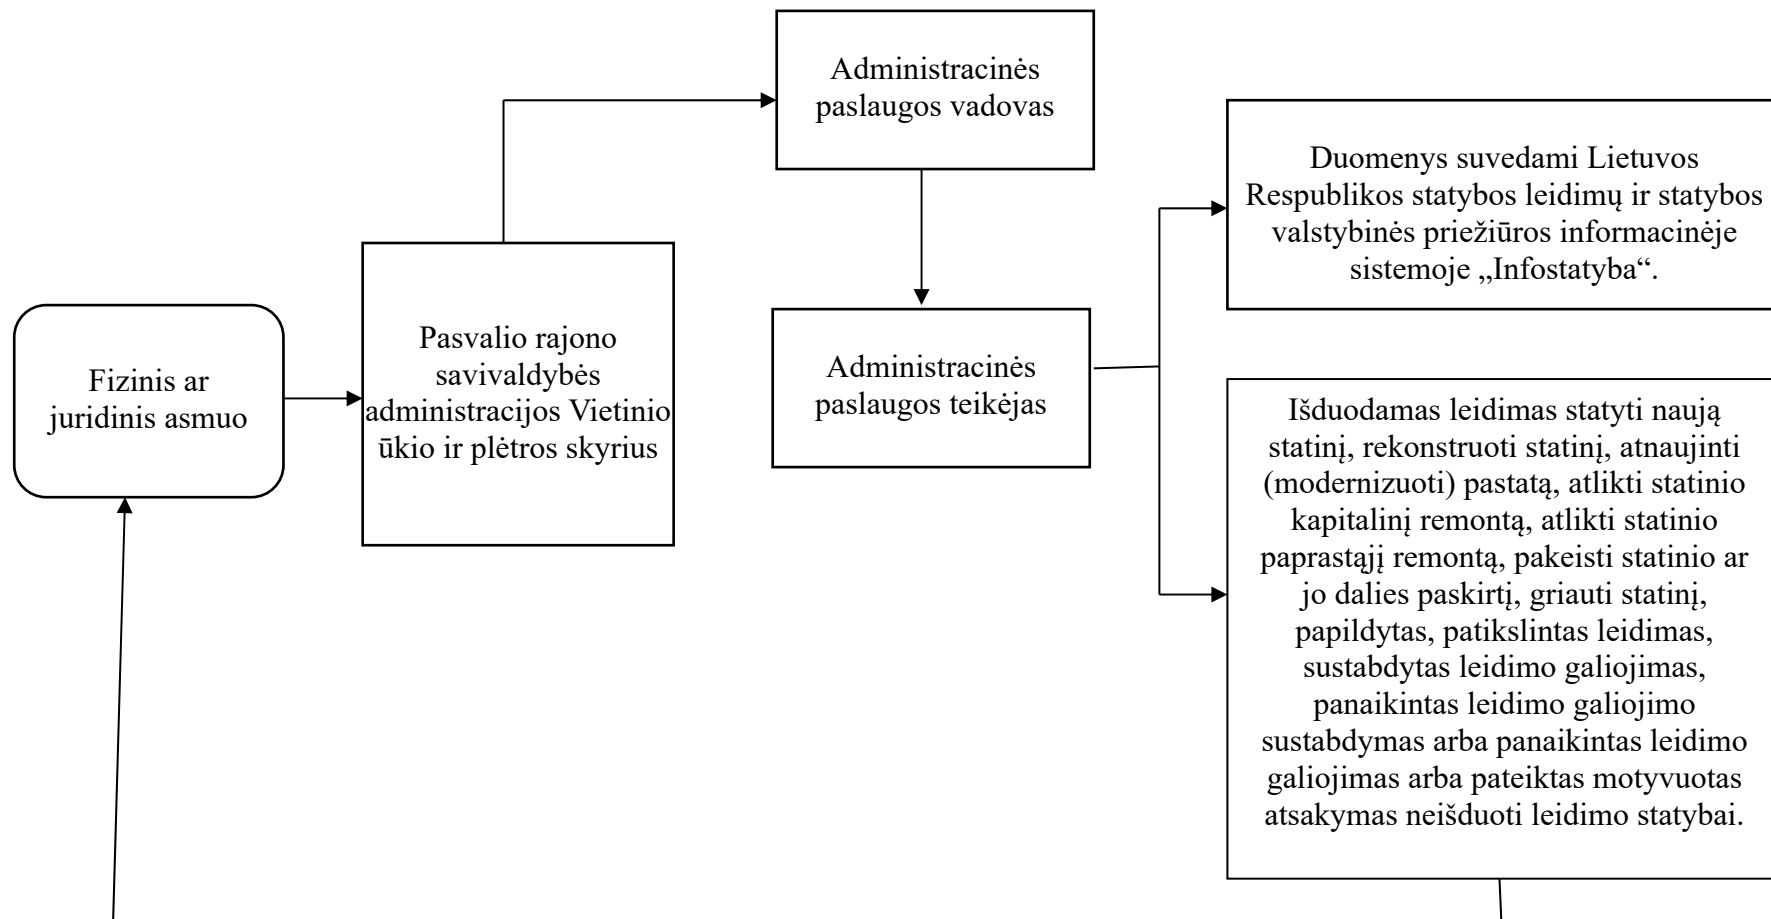 Administracinės
paslaugos vadovas
Duomenys suvedami Lietuvos
Respublikos statybos leidimų ir statybos
valstybinės priežiūros informacinėje
sistemoje „Infostatyba“.
Fizinis ar
juridinis asmuo
Pasvalio rajono
savivaldybės
administracijos Vietinio
ūkio ir plėtros skyrius
Administracinės
paslaugos teikėjas
Išduodamas leidimas statyti naują
statinį, rekonstruoti statinį, atnaujinti
(modernizuoti) pastatą, atlikti statinio
kapitalinį remontą, atlikti statinio
paprastąjį remontą, pakeisti statinio ar
jo dalies paskirtį, griauti statinį,
papildytas, patikslintas leidimas,
sustabdytas leidimo galiojimas,
panaikintas leidimo galiojimo
sustabdymas arba panaikintas leidimo
galiojimas arba pateiktas motyvuotas
atsakymas neišduoti leidimo statybai.